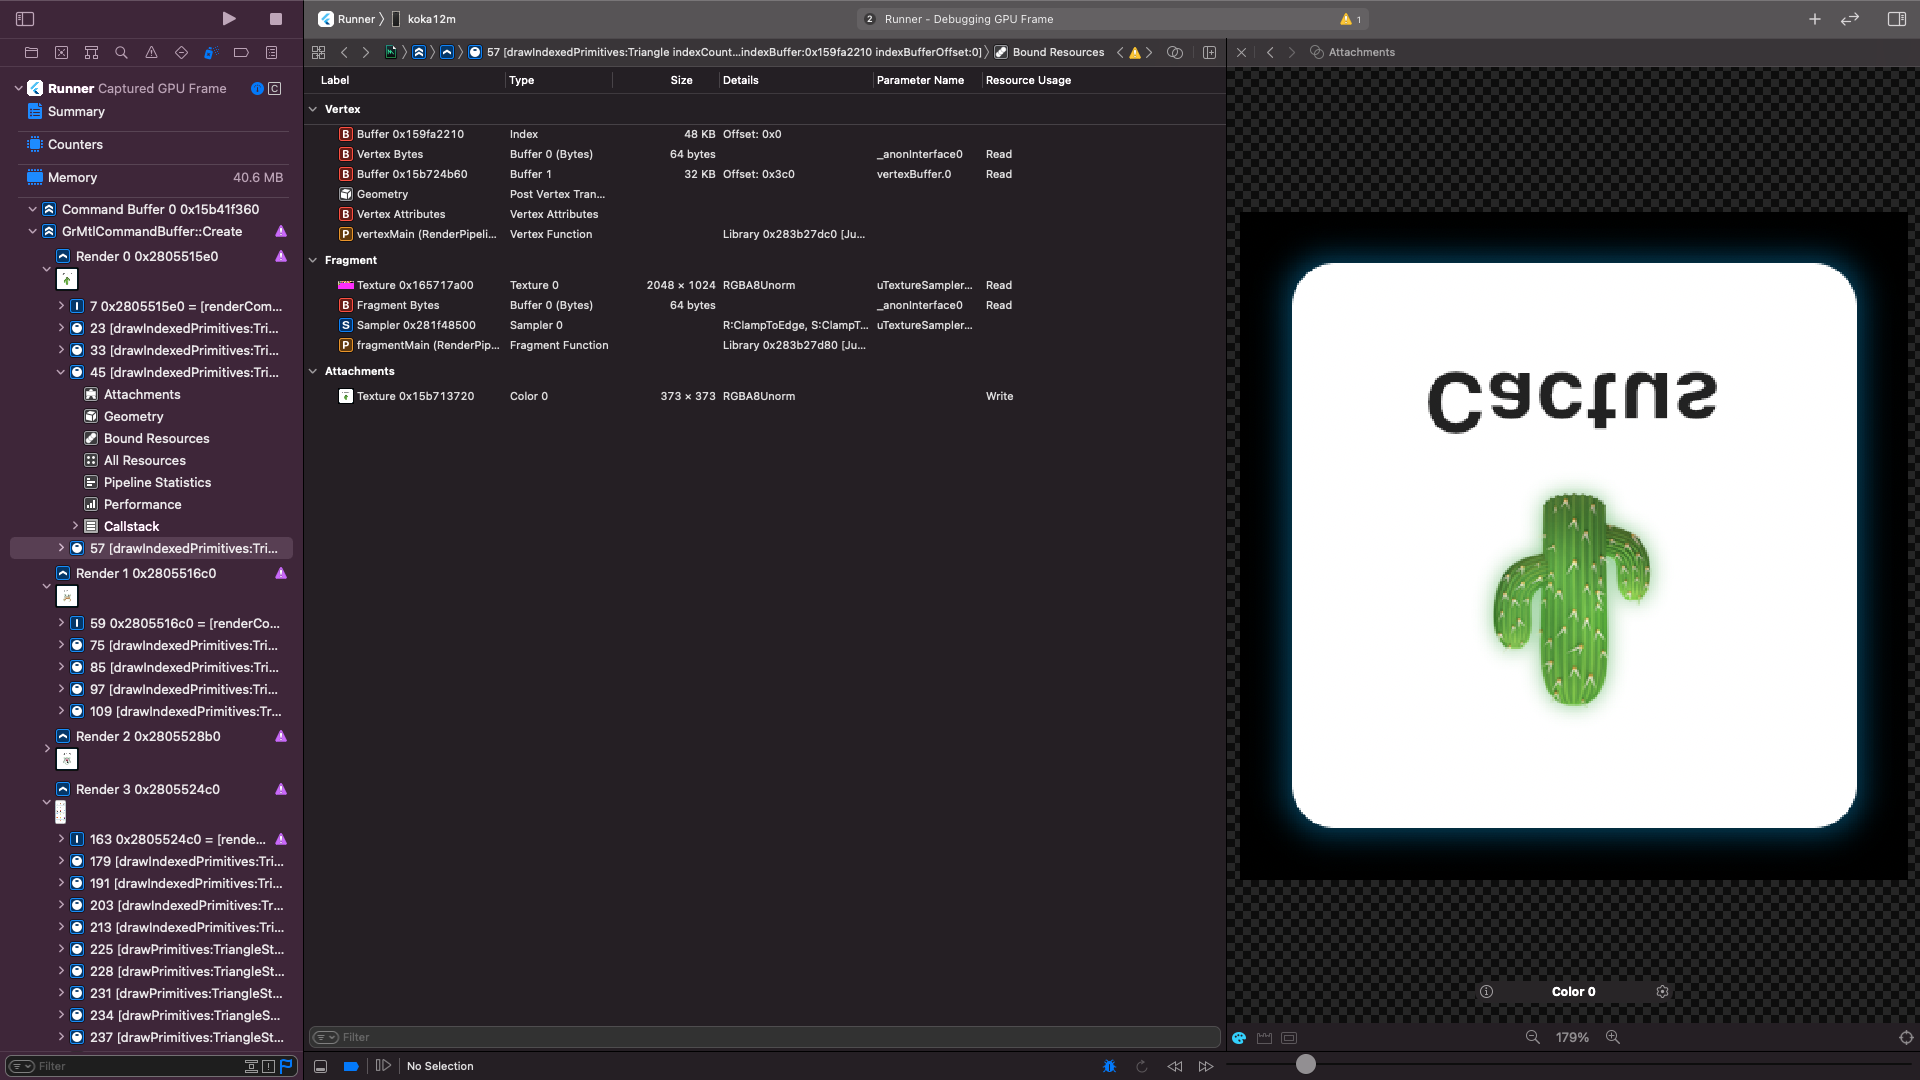 Runner
koka12m
2
Runner - Debugging GPU Frame
1
57 [drawIndexedPrimitives:Triangle indexCount...indexBuffer:0x159fa2210 indexBufferOffset:0]
Bound Resources
Attachments
Runner Captured GPU Frame
C
Summary
Counters
Memory
40.6 MB
Command Buffer 0 0x15b41f360
GrMtlCommandBuffer::Create
Render 0 0x2805515e0
7 0x2805515e0 = [renderCom...
23 [drawIndexedPrimitives:Tri...
33 [drawIndexedPrimitives:Tri...
45 [drawIndexedPrimitives:Tri...
Attachments
Geometry
Bound Resources
All Resources
Pipeline Statistics
Performance
Callstack
57 [drawIndexedPrimitives:Tri...
Render 1 0x2805516c0
59 0x2805516c0 = [renderCo...
75 [drawIndexedPrimitives:Tri...
85 [drawIndexedPrimitives:Tri...
97 [drawIndexedPrimitives:Tri...
109 [drawIndexedPrimitives:Tr...
Render 2 0x2805528b0
Render 3 0x2805524c0
163 0x2805524c0 = [rende...
179 [drawIndexedPrimitives:Tri...
191 [drawIndexedPrimitives:Tri...
203 [drawIndexedPrimitives:Tri...
213 [drawIndexedPrimitives:Tri...
225 [drawPrimitives:TriangleSt...
228 [drawPrimitives:TriangleSt...
231 [drawPrimitives:TriangleSt...
234 [drawPrimitives:TriangleS...
237 [drawPrimitives:TriangleSt...
Filter
Label Type Size Details Parameter Name Resource Usage
Vertex
B Buffer 0x159fa2210 Index 48 KB Offset: 0x0
B Vertex Bytes Buffer 0 (Bytes) 64 bytes _anonInterface0 Read
B Buffer 0x15b724b60 Buffer 1 32 KB Offset: 0x3c0 vertexBuffer.0 Read
Geometry Post Vertex Tran...
B Vertex Attributes Vertex Attributes
P vertexMain (RenderPipeli... Vertex Function Library 0x283b27dc0 [Ju...
Fragment
Texture 0x165717a00 Texture 0 2048 × 1024 RGBA8Unorm uTextureSampler... Read
B Fragment Bytes Buffer 0 (Bytes) 64 bytes _anonInterface0 Read
S Sampler 0x281f48500 Sampler 0 R:ClampToEdge, S:ClampT... uTextureSampler...
P fragmentMain (RenderPip... Fragment Function Library 0x283b27d80 [Ju...
Attachments
Texture 0x15b713720 Color 0 373 × 373 RGBA8Unorm Write
Filter
No Selection
Cactus
Color 0
179%